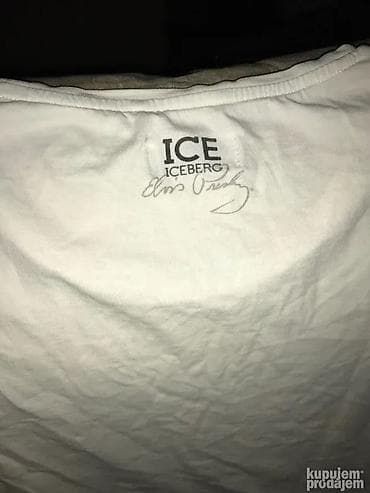 ICE
ICEBERG
Elvis Presley
kupujem
prodajem